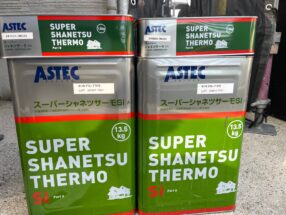 SUPER
SHANETSU
THERMO
SUPER
SHANETSU
THERMO
ASTEC
スーパーシャネツサーモSi
13.5
kg
SUPER
SHANETSU
THERMO
Si
ASTEC
スーパーシャネツサーモSi
13.5
kg
SUPER
SHANETSU
THERMO
Si